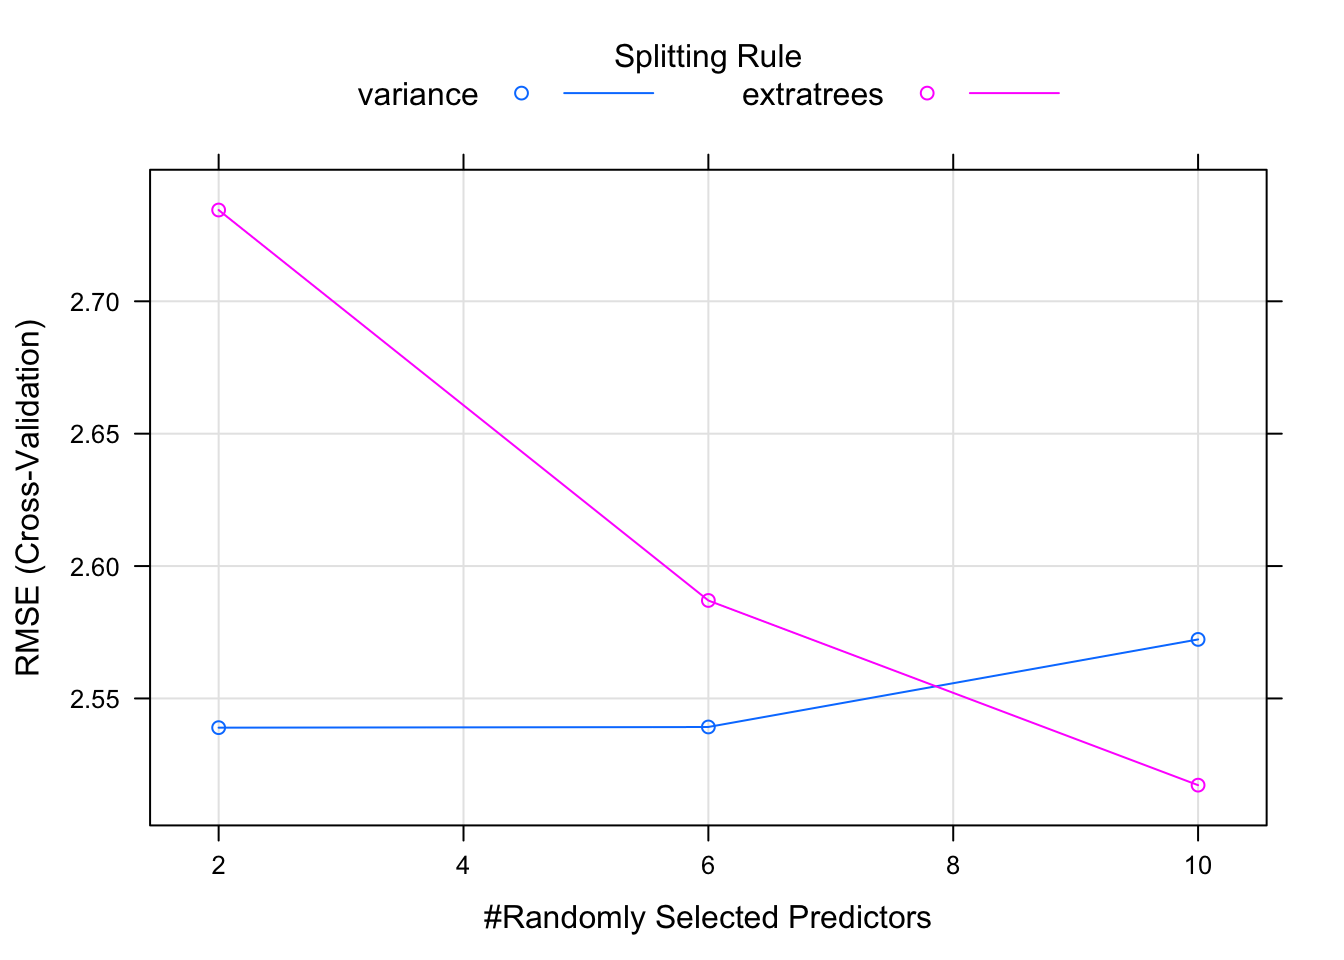 Splitting Rule
variance extratrees
2.70
2.65
2.60
2.55
RMSE (Cross-Validation)
2 4 6 8 10
#Randomly Selected Predictors